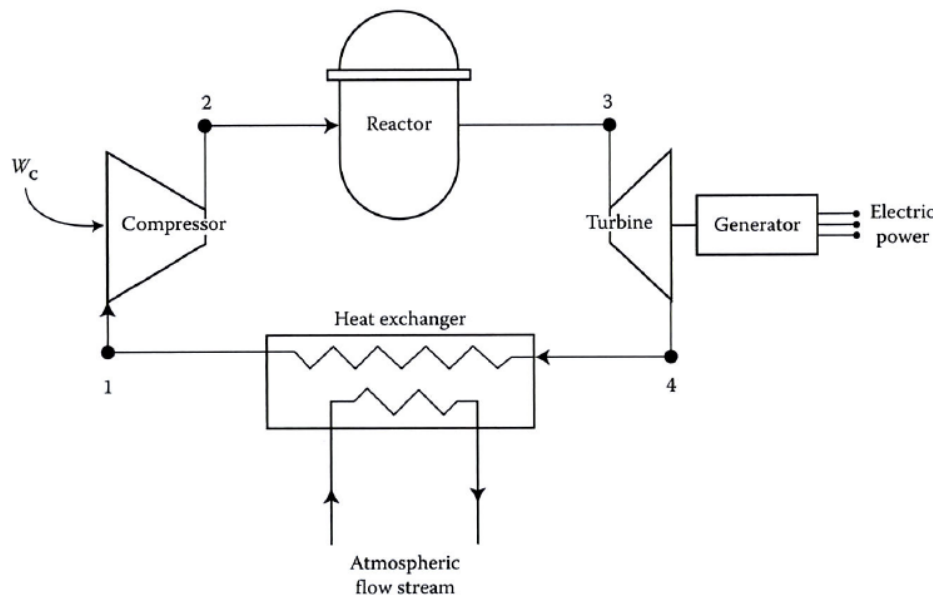 2
3
Reactor
W_c
Compressor
Turbine
Generator
Electric
power
Heat exchanger
1
4
Atmospheric
flow stream